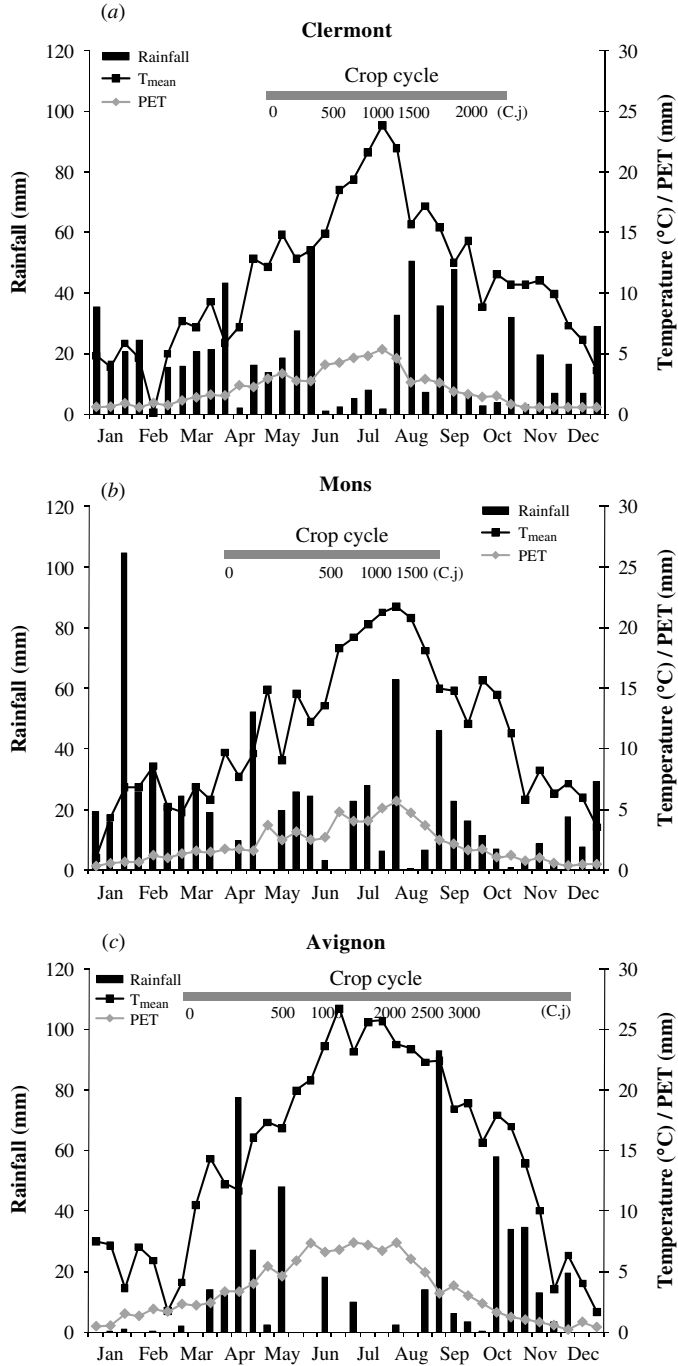 (a)
Clermont
120
30
Rainfall
Tmean
PET
Crop cycle
0 500 1000 1500 2000 (C.j)
100
25
80
20
60
15
40
10
20
5
0
0
Rainfall (mm)
Temperature (°C) / PET (mm)
Jan Feb Mar Apr May Jun Jul Aug Sep Oct Nov Dec
(b)
Mons
120
30
Rainfall
Tmean
PET
Crop cycle
0 500 1000 1500 (C.j)
100
25
80
20
60
15
40
10
20
5
0
0
Rainfall (mm)
Temperature (°C) / PET (mm)
Jan Feb Mar Apr May Jun Jul Aug Sep Oct Nov Dec
(c)
Avignon
120
30
Rainfall
Tmean
PET
Crop cycle
0 500 1000 2000 2500 3000 (C.j)
100
25
80
20
60
15
40
10
20
5
0
0
Rainfall (mm)
Temperature (°C) / PET (mm)
Jan Feb Mar Apr May Jun Jul Aug Sep Oct Nov Dec